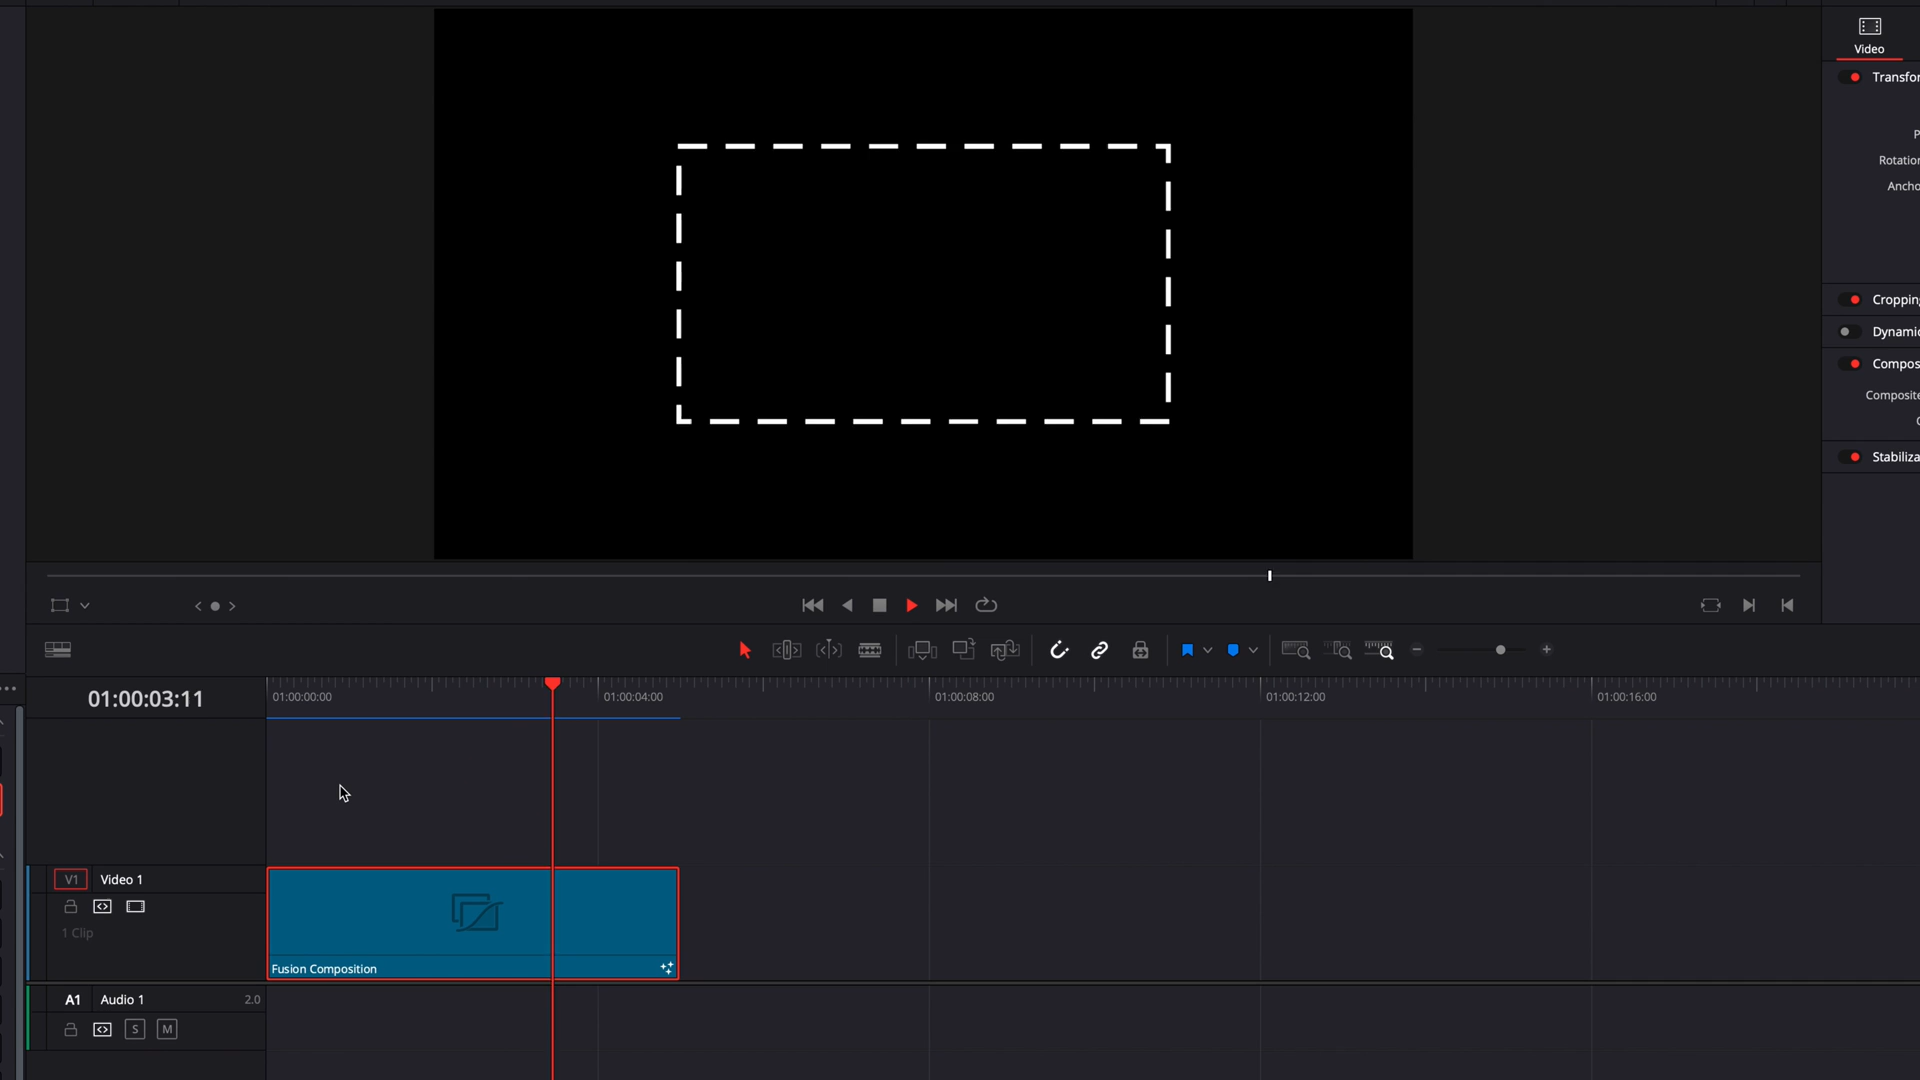 Video
Transfor
Rotation
Ancho
Cropping
Dynamic
Compos
Composite
Stabiliza
01:00:03:11
01:00:00:00
01:00:04:00
01:00:08:00
01:00:12:00
01:00:16:00
V1
Video 1
1 Clip
Fusion Composition
A1
Audio 1
2.0
S
M